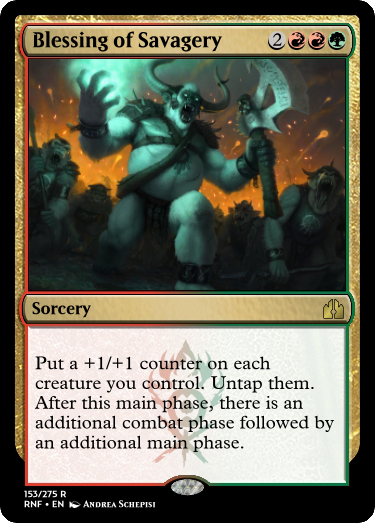 Blessing of Savagery 2
Sorcery
Put a +1/+1 counter on each
creature you control. Untap them.
After this main phase, there is an
additional combat phase followed by
an additional main phase.
153/275 R
RNF • EN Andrea Schepisi